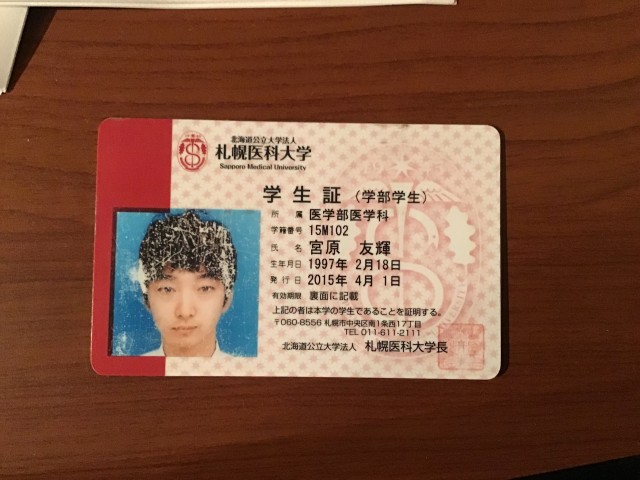 北海道公立大学法人
札幌医科大学
Sapporo Medical University
学生証(学部学生)
所属 医学部医学科
学籍番号 15M102
氏名 宮原 友輝
生年月日 1997年 2月18日
発行日 2015年 4月 1日
有効期限 裏面に記載
上記の者は本学の学生であることを証明する。
〒060-8556 札幌市中央区南1条西17丁目
TEL 011-611-2111
北海道公立大学法人 札幌医科大学長